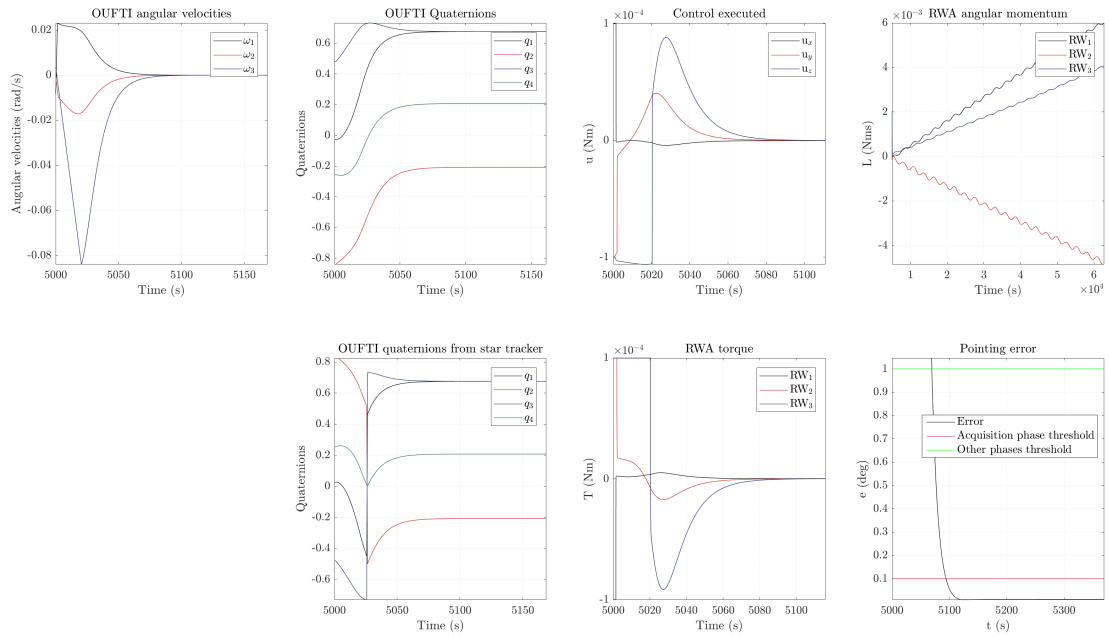 OUFTI angular velocities
Angular velocities (rad/s)
0.02
0
-0.02
-0.04
-0.06
-0.08
ω1
ω2
ω3
5000 5050 5100 5150
Time (s)
OUFTI Quaternions
Quaternions
0.6
0.4
0.2
0
-0.2
-0.4
-0.6
-0.8
q1
q2
q3
q4
5000 5050 5100 5150
Time (s)
Control executed
×10-4
u (Nm)
1
0
-1
ux
uy
uz
5000 5020 5040 5060 5080 5100
Time (s)
RWA angular momentum
×10-3
L (Nms)
6
4
2
0
-2
-4
RW1
RW2
RW3
1 2 3 4 5 6
Time (s)
×104
OUFTI quaternions from star tracker
Quaternions
0.8
0.6
0.4
0.2
0
-0.2
-0.4
-0.6
q1
q2
q3
q4
5000 5050 5100 5150
Time (s)
RWA torque
×10-4
T (Nm)
1
0
-1
RW1
RW2
RW3
5000 5020 5040 5060 5080 5100
Time (s)
Pointing error
e (deg)
1
0.9
0.8
0.7
0.6
0.5
0.4
0.3
0.2
0.1
Error
Acquisition phase threshold
Other phases threshold
5000 5100 5200 5300
t (s)